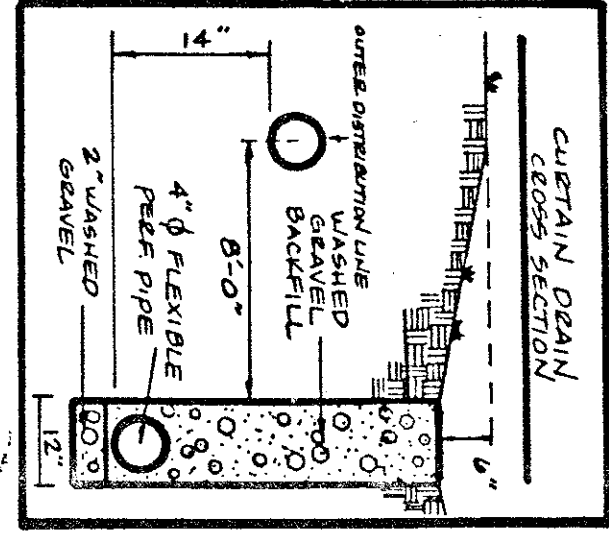 CURTAIN DRAIN
CROSS SECTION
6"
OUTER DISTRIBUTION LINE
WASHED
GRAVEL
BACKFILL
14"
8'-0"
4" ϕ FLEXIBLE
PERF. PIPE
2" WASHED
GRAVEL
12"